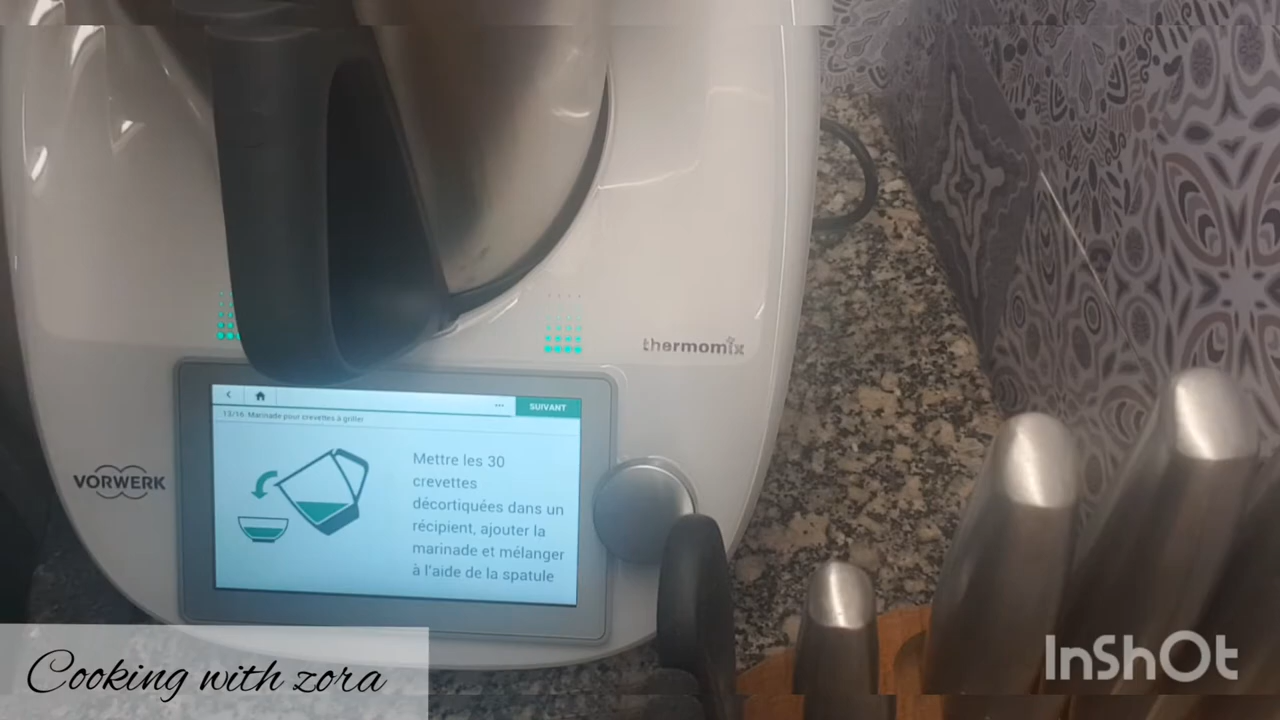 thermomix
VORWERK
SUIVANT
13/16 Marinade pour crevettes à griller
Mettre les 30
crevettes
décortiquées dans un
récipient, ajouter la
marinade et mélanger
à l'aide de la spatule
Cooking with zora
InShOt